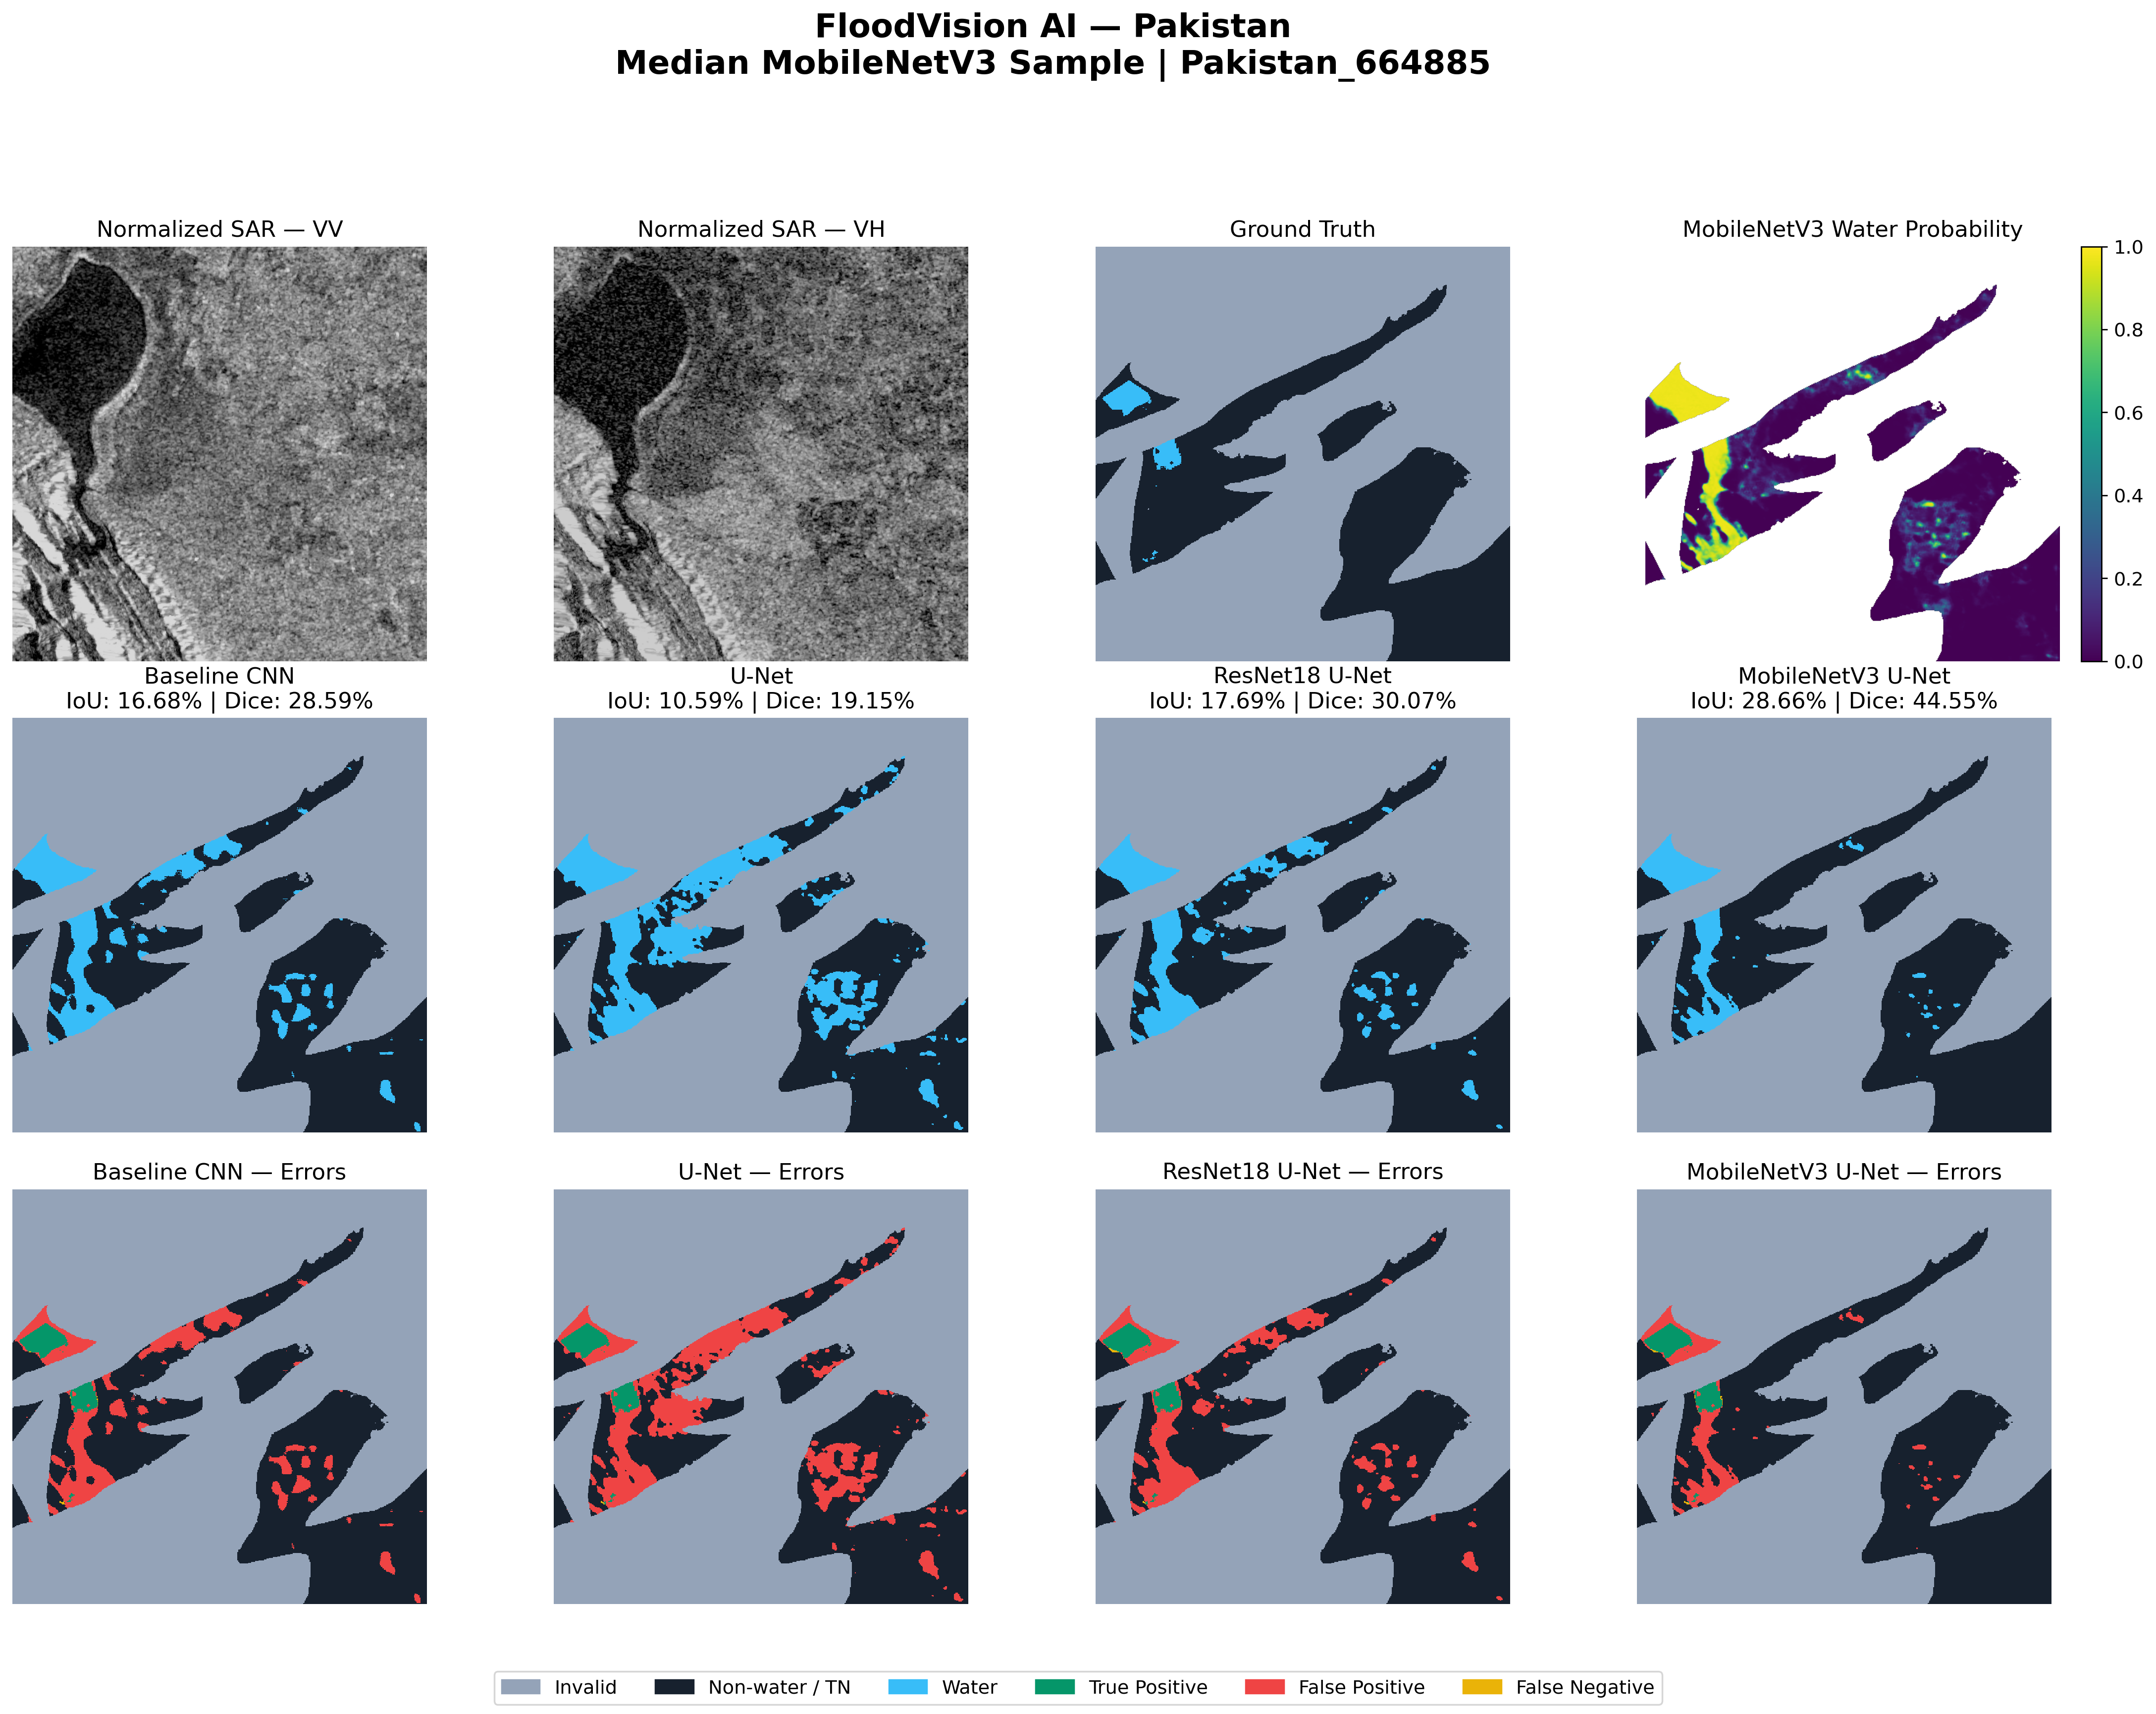 FloodVision AI — Pakistan
Median MobileNetV3 Sample | Pakistan_664885
Normalized SAR — VV
Normalized SAR — VH
Ground Truth
MobileNetV3 Water Probability
1.0
0.8
0.6
0.4
0.2
0.0
Baseline CNN
IoU: 16.68% | Dice: 28.59%
U-Net
IoU: 10.59% | Dice: 19.15%
ResNet18 U-Net
IoU: 17.69% | Dice: 30.07%
MobileNetV3 U-Net
IoU: 28.66% | Dice: 44.55%
Baseline CNN — Errors
U-Net — Errors
ResNet18 U-Net — Errors
MobileNetV3 U-Net — Errors
Invalid
Non-water / TN
Water
True Positive
False Positive
False Negative